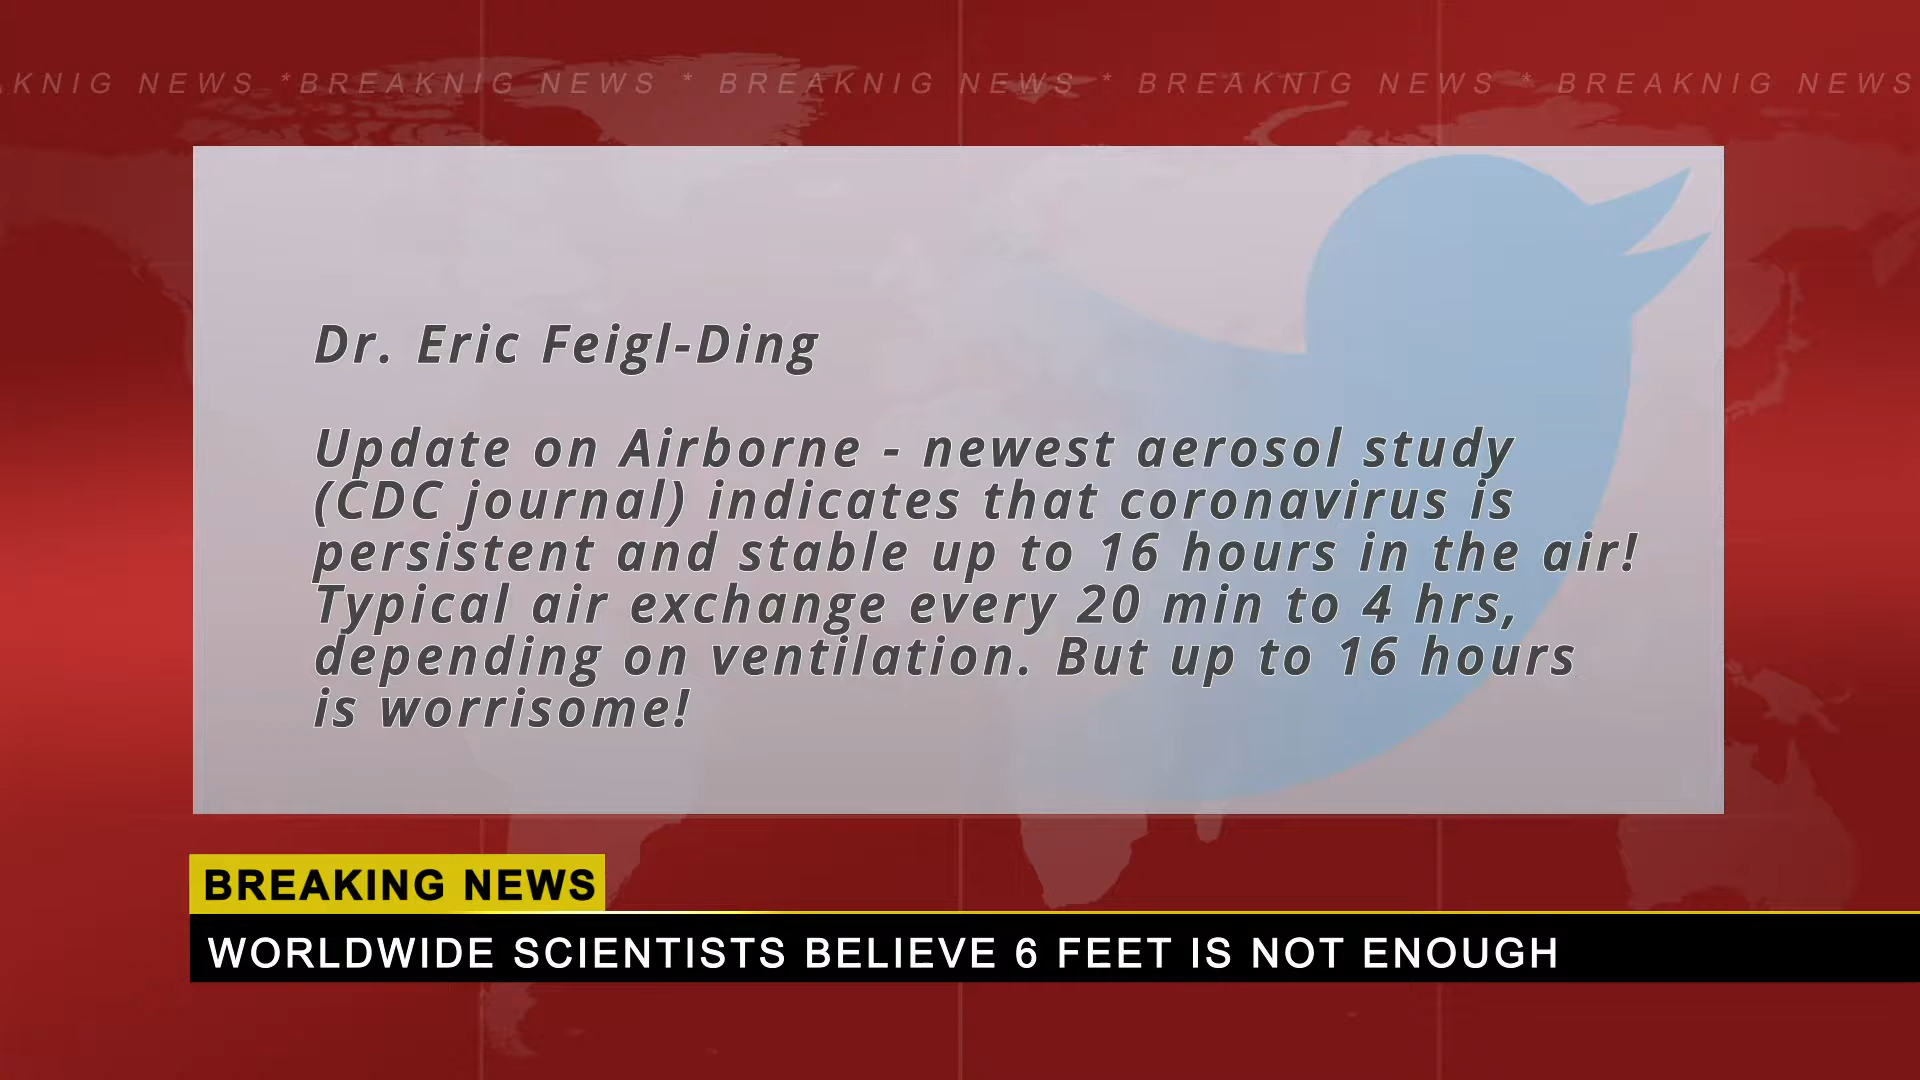 AKNIG NEWS *BREAKNIG NEWS * BREAKNIG NEWS * BREAKNIG NEWS * BREAKNIG NEWS
Dr. Eric Feigl-Ding
Update on Airborne - newest aerosol study
(CDC journal) indicates that coronavirus is
persistent and stable up to 16 hours in the air!
Typical air exchange every 20 min to 4 hrs,
depending on ventilation. But up to 16 hours
is worrisome!
BREAKING NEWS
WORLDWIDE SCIENTISTS BELIEVE 6 FEET IS NOT ENOUGH